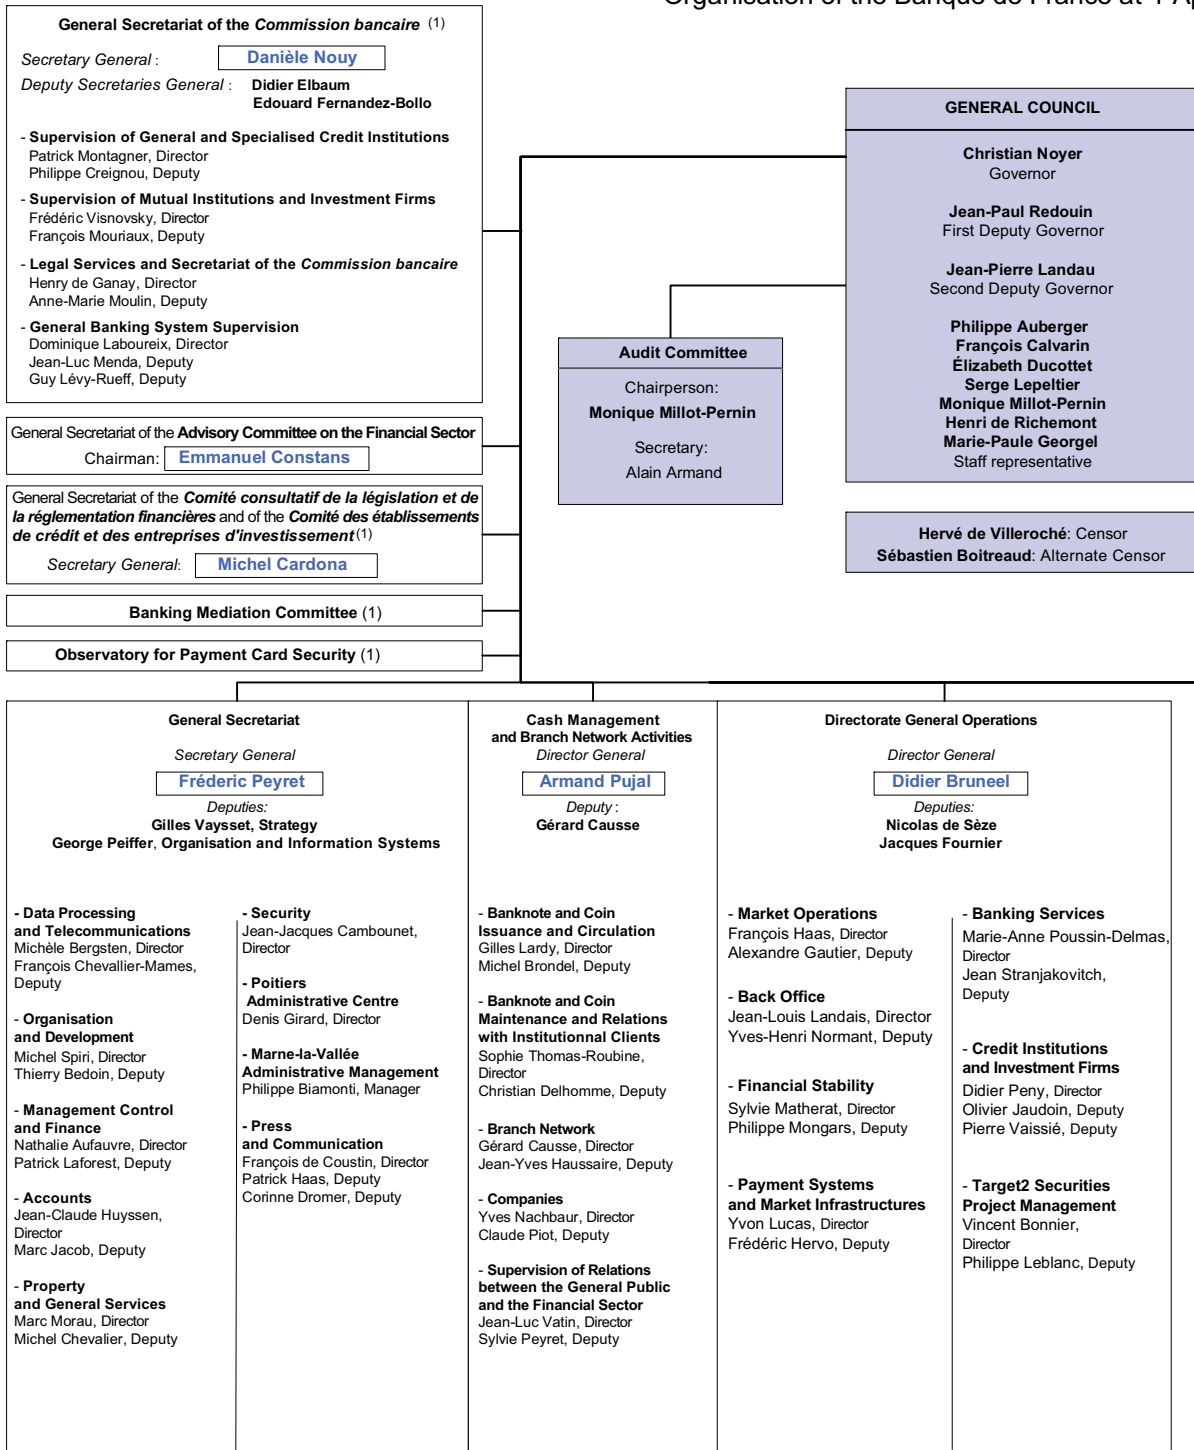 Organisation of the Banque de France at 1 Ap
General Secretariat of the Commission bancaire (1)
Secretary General : Danièle Nouy
Deputy Secretaries General : Didier Elbaum
Edouard Fernandez-Bollo
- Supervision of General and Specialised Credit Institutions
Patrick Montagner, Director
Philippe Creignou, Deputy
- Supervision of Mutual Institutions and Investment Firms
Frédéric Visnovsky, Director
François Mouriaux, Deputy
- Legal Services and Secretariat of the Commission bancaire
Henry de Ganay, Director
Anne-Marie Moulin, Deputy
- General Banking System Supervision
Dominique Laboureix, Director
Jean-Luc Menda, Deputy
Guy Lévy-Rueff, Deputy
General Secretariat of the Advisory Committee on the Financial Sector
Chairman: Emmanuel Constans
General Secretariat of the Comité consultatif de la législation et de
la réglementation financières and of the Comité des établissements
de crédit et des entreprises d'investissement (1)
Secretary General: Michel Cardona
Banking Mediation Committee (1)
Observatory for Payment Card Security (1)
Audit Committee
Chairperson:
Monique Millot-Pernin
Secretary:
Alain Armand
GENERAL COUNCIL
Christian Noyer
Governor
Jean-Paul Redouin
First Deputy Governor
Jean-Pierre Landau
Second Deputy Governor
Philippe Auberger
François Calvarin
Élizabeth Ducottet
Serge Lepeltier
Monique Millot-Pernin
Henri de Richemont
Marie-Paule Georgel
Staff representative
Hervé de Villeroché: Censor
Sébastien Boitreaud: Alternate Censor
General Secretariat
Secretary General
Fréderic Peyret
Deputies:
Gilles Vaysset, Strategy
George Peiffer, Organisation and Information Systems
- Data Processing
and Telecommunications
Michèle Bergsten, Director
François Chevallier-Mames,
Deputy
- Organisation
and Development
Michel Spiri, Director
Thierry Bedoin, Deputy
- Management Control
and Finance
Nathalie Aufauvre, Director
Patrick Laforest, Deputy
- Accounts
Jean-Claude Huyssen,
Director
Marc Jacob, Deputy
- Property
and General Services
Marc Morau, Director
Michel Chevalier, Deputy
- Security
Jean-Jacques Cambounet,
Director
- Poitiers
Administrative Centre
Denis Girard, Director
- Marne-la-Vallée
Administrative Management
Philippe Biamonti, Manager
- Press
and Communication
François de Coustin, Director
Patrick Haas, Deputy
Corinne Dromer, Deputy
Cash Management
and Branch Network Activities
Director General
Armand Pujal
Deputy :
Gérard Causse
- Banknote and Coin
Issuance and Circulation
Gilles Lardy, Director
Michel Brondel, Deputy
- Banknote and Coin
Maintenance and Relations
with Institutionnal Clients
Sophie Thomas-Roubine,
Director
Christian Delhomme, Deputy
- Branch Network
Gérard Causse, Director
Jean-Yves Haussaire, Deputy
- Companies
Yves Nachbaur, Director
Claude Piot, Deputy
- Supervision of Relations
between the General Public
and the Financial Sector
Jean-Luc Vatin, Director
Sylvie Peyret, Deputy
Directorate General Operations
Director General
Didier Bruneel
Deputies:
Nicolas de Sèze
Jacques Fournier
- Market Operations
François Haas, Director
Alexandre Gautier, Deputy
- Back Office
Jean-Louis Landais, Director
Yves-Henri Normant, Deputy
- Financial Stability
Sylvie Matherat, Director
Philippe Mongars, Deputy
- Payment Systems
and Market Infrastructures
Yvon Lucas, Director
Frédéric Hervo, Deputy
- Banking Services
Marie-Anne Poussin-Delmas,
Director
Jean Stranjakovitch,
Deputy
- Credit Institutions
and Investment Firms
Didier Peny, Director
Olivier Jaudoin, Deputy
Pierre Vaissié, Deputy
- Target2 Securities
Project Management
Vincent Bonnier,
Director
Philippe Leblanc, Deputy